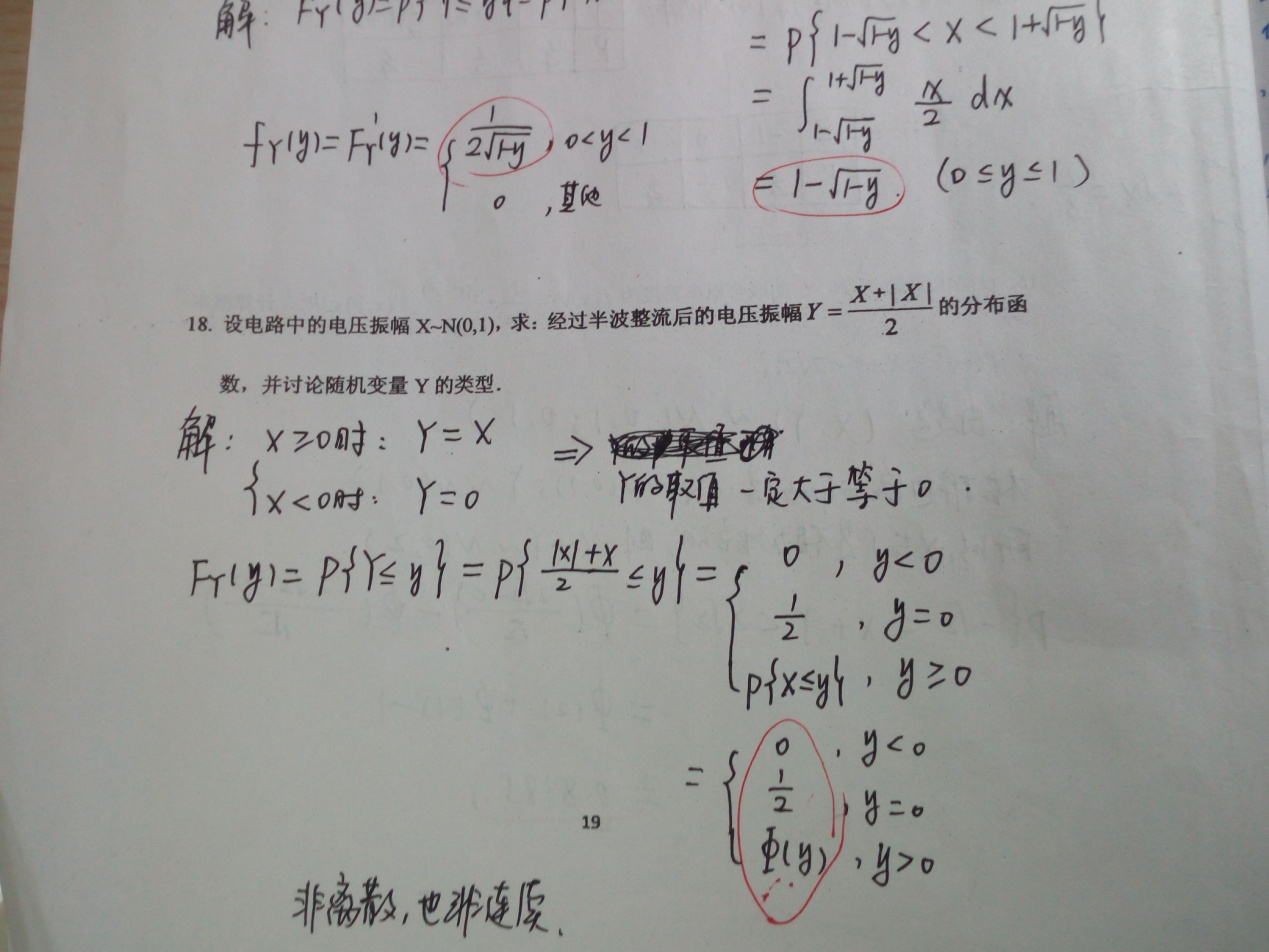 解: F_Y(y)=P{Y≤y}=P{
= P{1-√(1-y) < X < 1+√(1-y)}
= ∫_{1-√(1-y)}^{1+√(1-y)} x/2 dx
f_Y(y)=F_Y'(y)= { 1/(2√(1-y)), 0<y<1
0 , 其他
= 1-√(1-y). (0≤y≤1)
18. 设电路中的电压振幅 X~N(0,1), 求: 经过半波整流后的电压振幅 Y = (X+|X|)/2 的分布函
数, 并讨论随机变量 Y 的类型.
解: { X≥0时: Y=X
X<0时: Y=0
⇒ Y的取值一定大于等于0.
F_Y(y)= P{Y≤y} = P{(|x|+x)/2 ≤y} = { 0 , y<0
1/2 , y=0
P{X≤y}, y≥0
= { 0 , y<0
1/2 , y=0
Φ(y) , y>0
19
非离散, 也非连续.